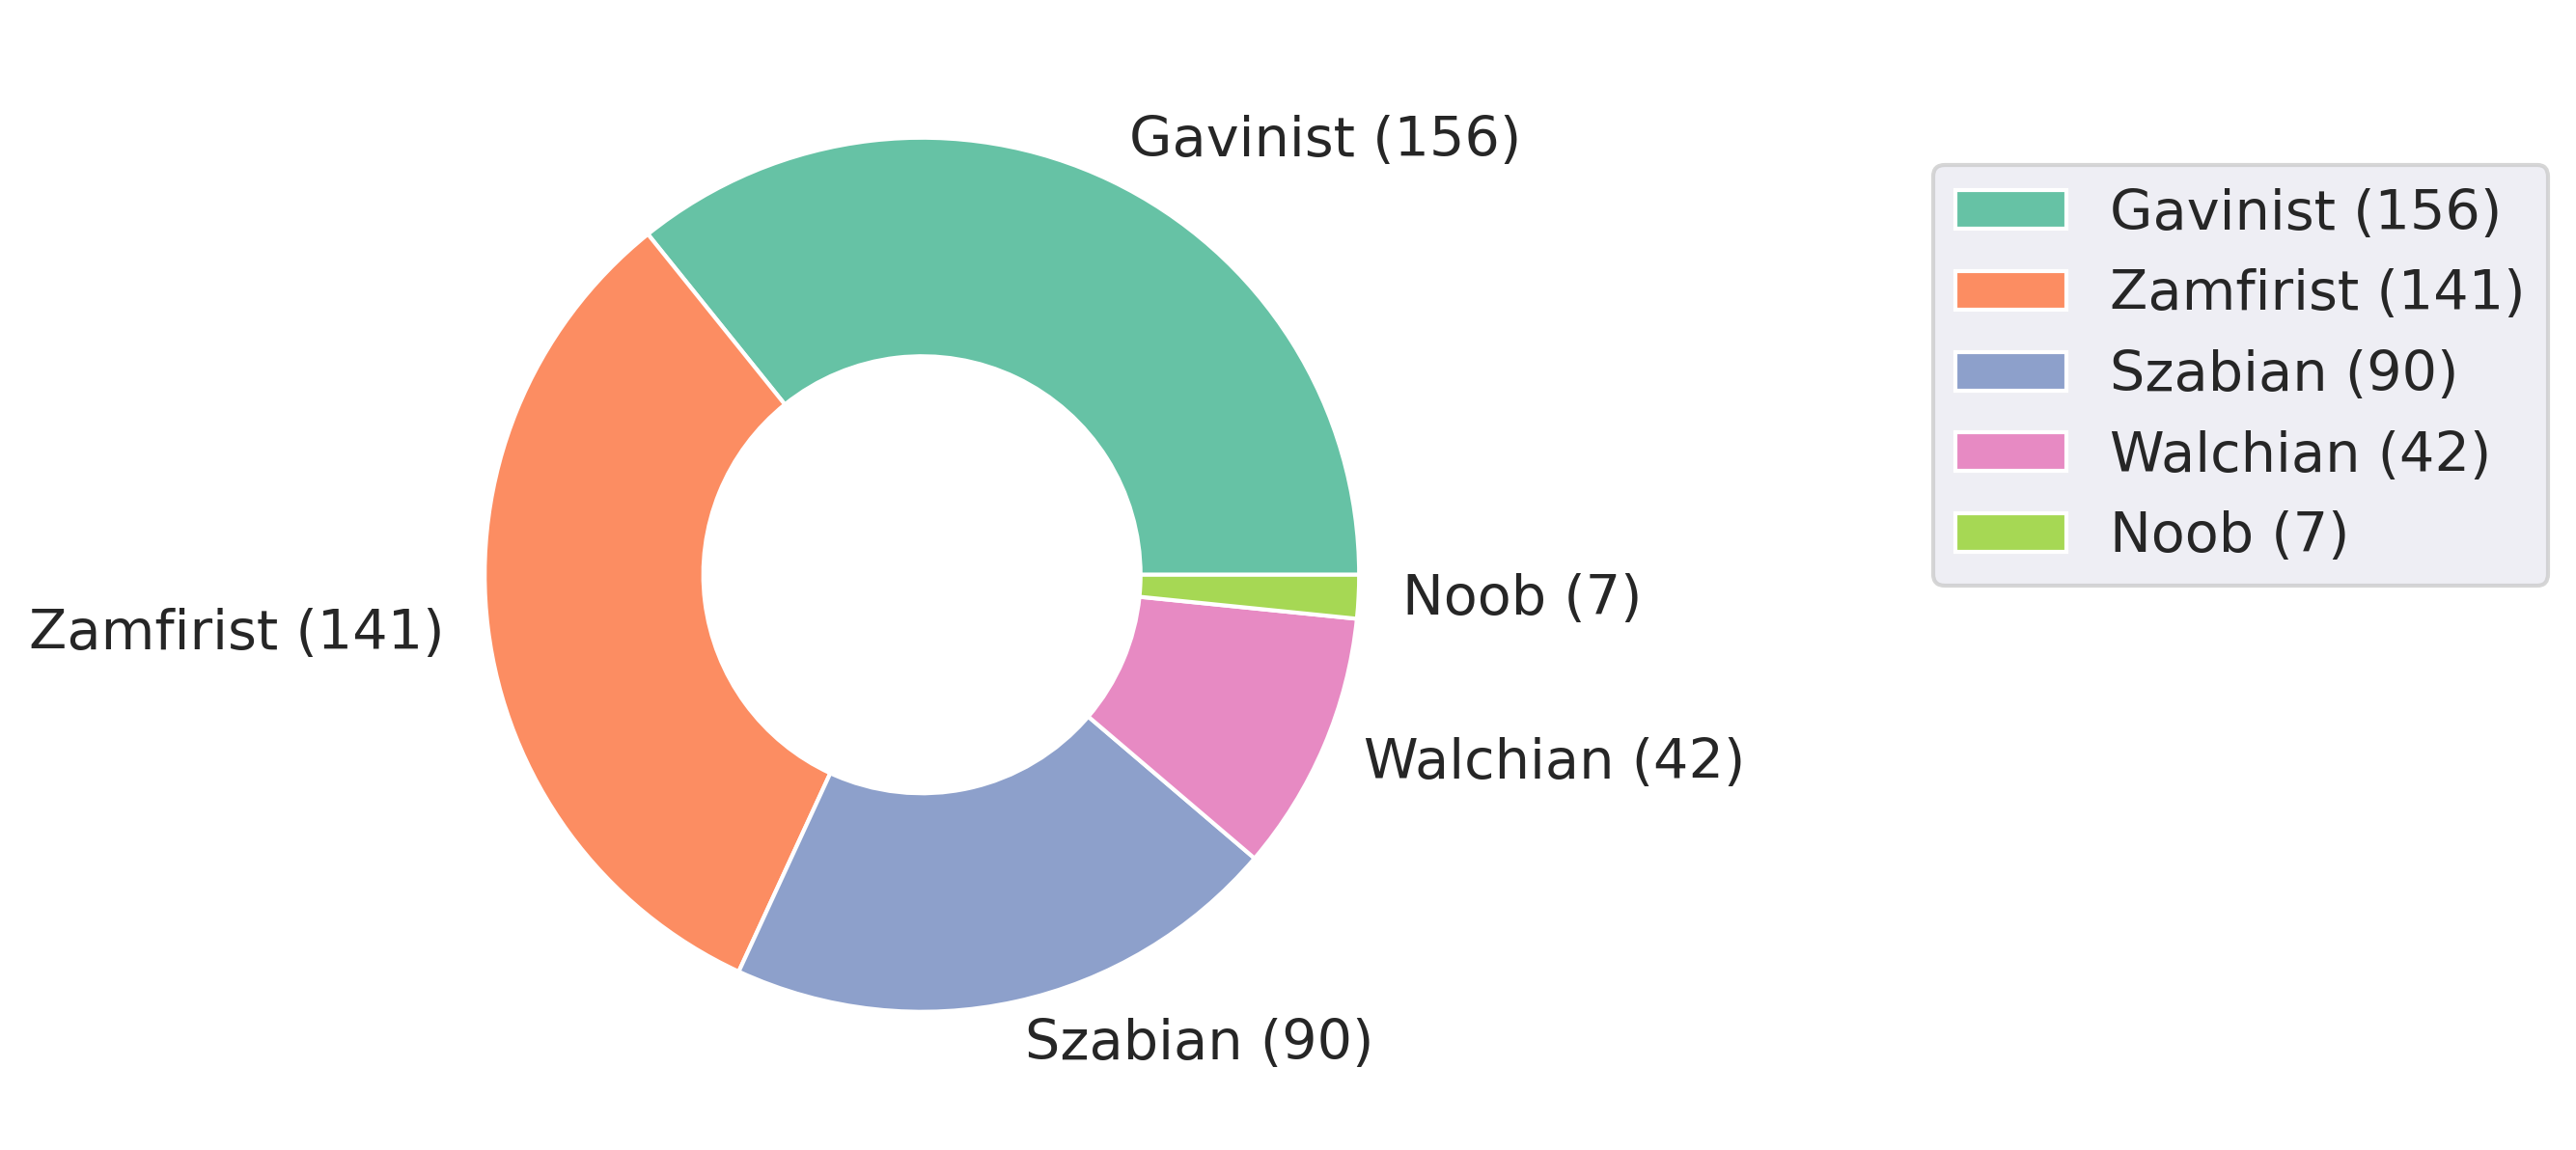 Gavinist (156)
Zamfirist (141)
Noob (7)
Walchian (42)
Szabian (90)
Gavinist (156)
Zamfirist (141)
Szabian (90)
Walchian (42)
Noob (7)